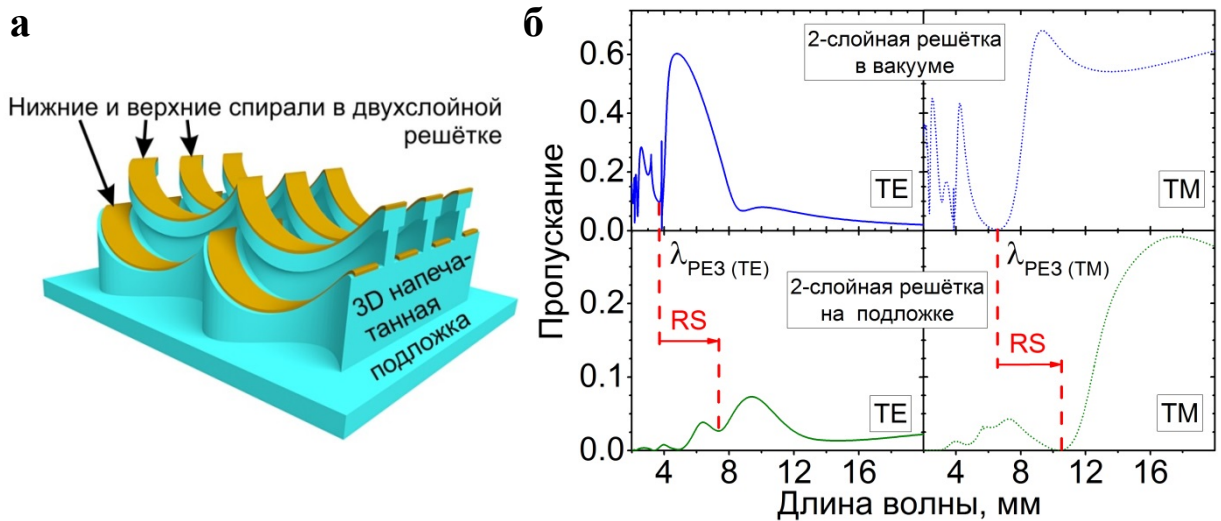 а
Нижние и верхние спирали в двухслойной
решётке
3D напеча-
танная
подложка
б
Пропускание
0.6
0.4
0.2
0.0
2-слойная решётка
в вакууме
TE
TM
λРЕЗ (TE)
λРЕЗ (TM)
2-слойная решётка
на подложке
0.2
0.1
0.0
RS
RS
TE
TM
4 8 12 16 4 8 12 16
Длина волны, мм